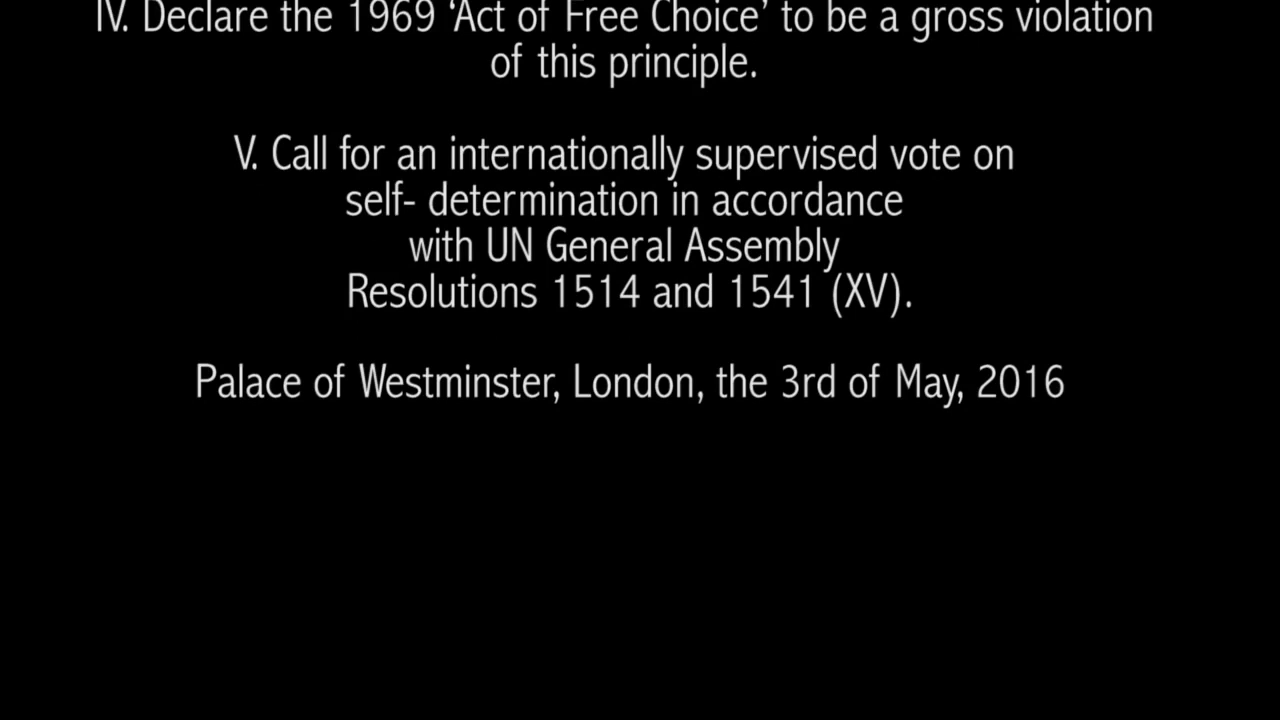 IV. Declare the 1969 ‘Act of Free Choice’ to be a gross violation
of this principle.
V. Call for an internationally supervised vote on
self- determination in accordance
with UN General Assembly
Resolutions 1514 and 1541 (XV).
Palace of Westminster, London, the 3rd of May, 2016